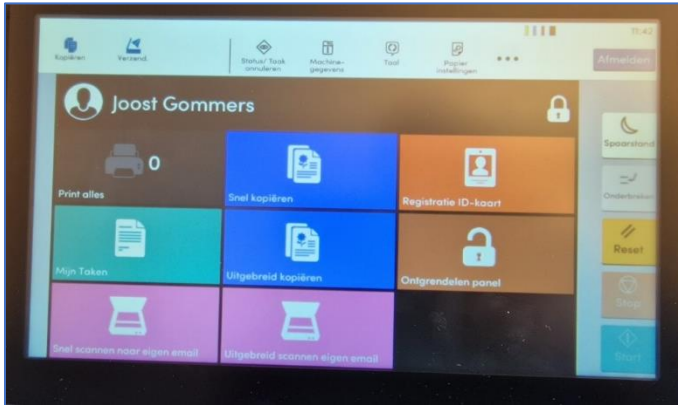 Kopiëren
Verzend.
Status/ Taak annuleren
Machine-gegevens
Taal
Papier instellingen
11:42
Afmelden
Joost Gommers
0
Print alles
Snel kopiëren
Registratie ID-kaart
Mijn Taken
Uitgebreid kopiëren
Ontgrendelen panel
Snel scannen naar eigen email
Uitgebreid scannen eigen email
Spaarstand
Onderbreken
Reset
Stop
Start